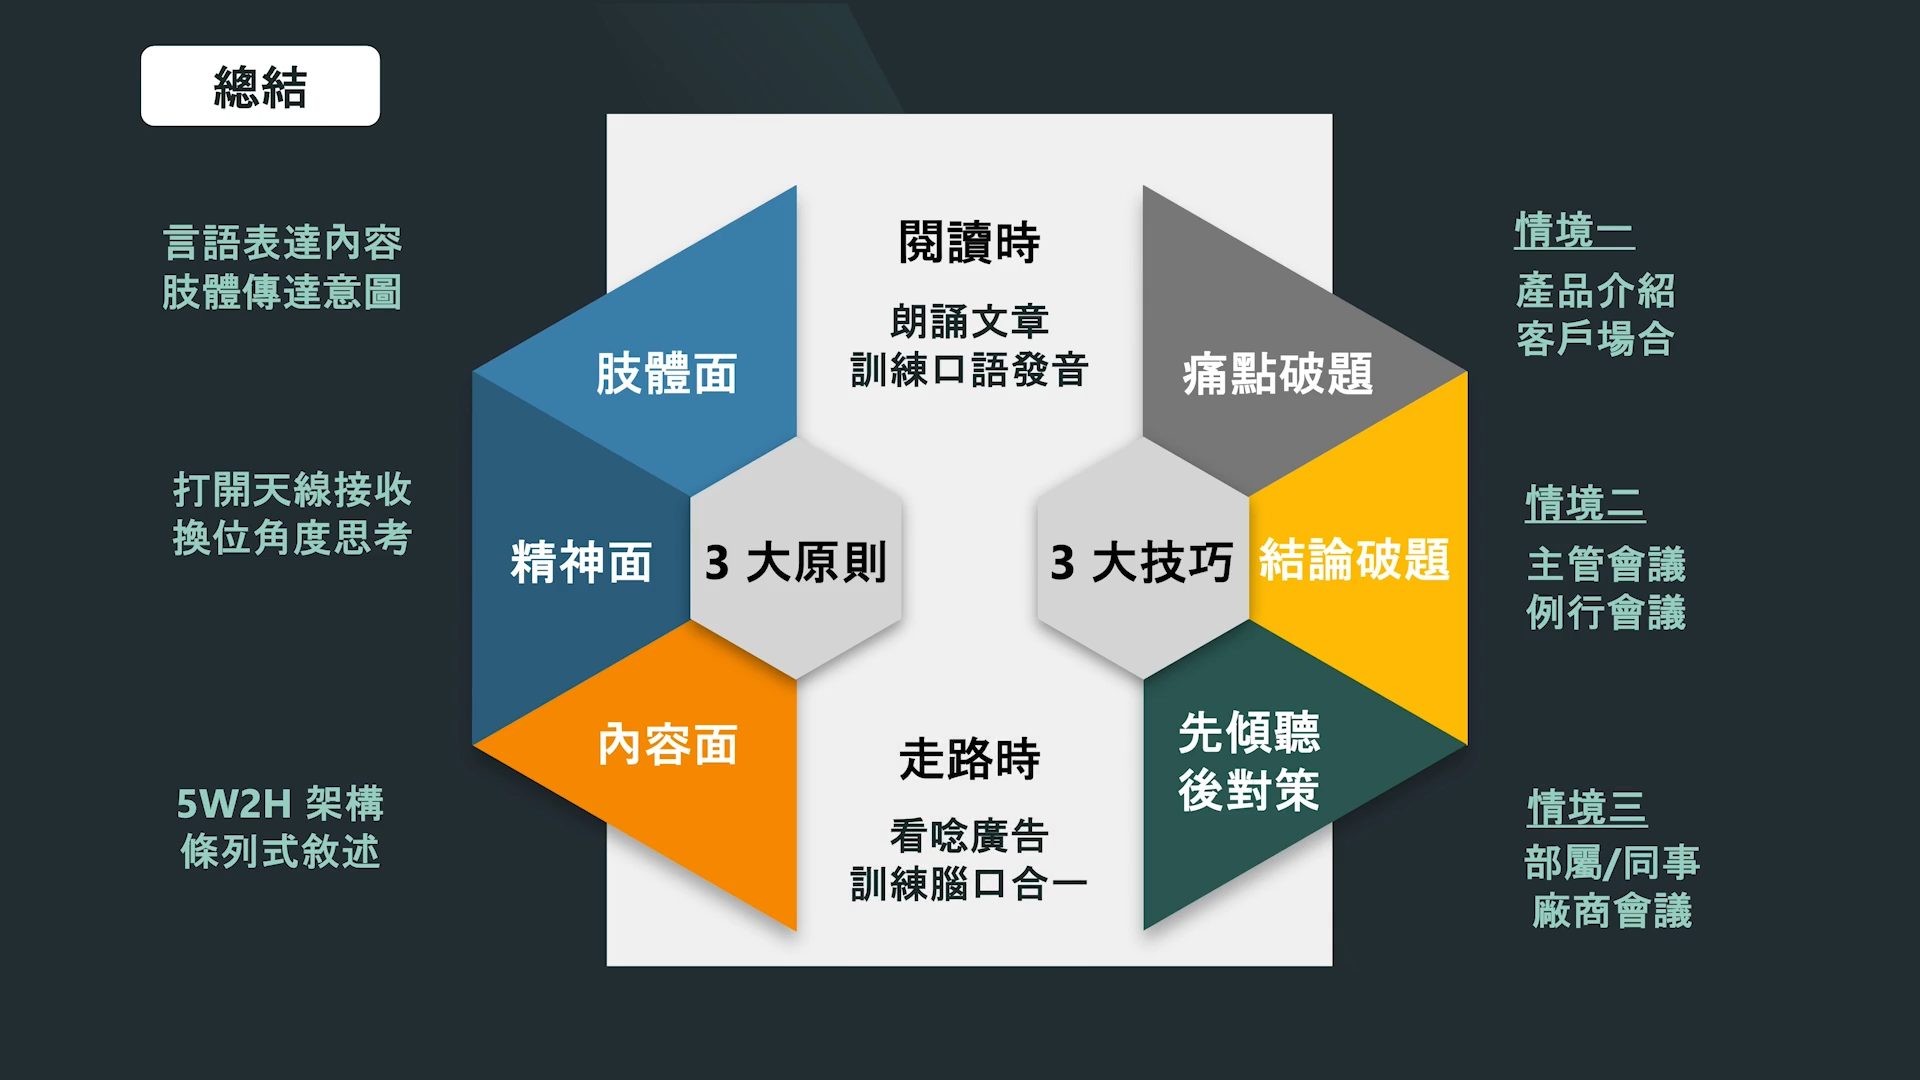 總結
言語表達內容
肢體傳達意圖
打開天線接收
換位角度思考
5W2H 架構
條列式敘述
肢體面
精神面
內容面
3 大原則
閱讀時
朗誦文章
訓練口語發音
走路時
看唸廣告
訓練腦口合一
3 大技巧
痛點破題
結論破題
先傾聽
後對策
情境一
產品介紹
客戶場合
情境二
主管會議
例行會議
情境三
部屬/同事
廠商會議